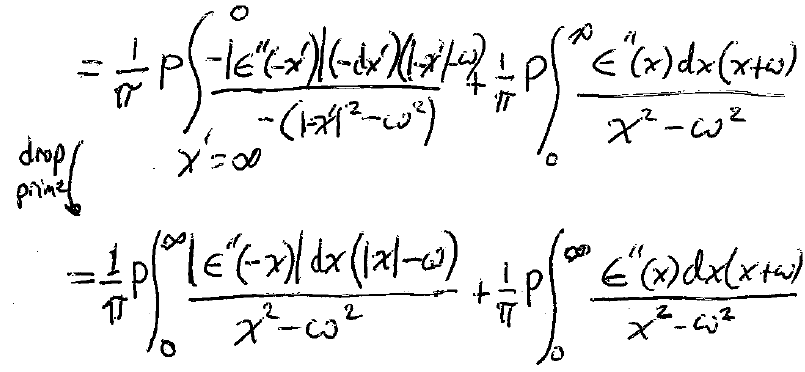 = 1/π P ∫_{x'=∞}^{0} -|ε''(-x')|(-dx')(|-x'|-ω) / -(|-x'|²-ω²) + 1/π P ∫_0^∞ ε''(x)dx(x+ω) / x²-ω²
drop
prime
= 1/π P ∫_0^∞ |ε''(-x)|dx(|x|-ω) / x²-ω² + 1/π P ∫_0^∞ ε''(x)dx(x+ω) / x²-ω²